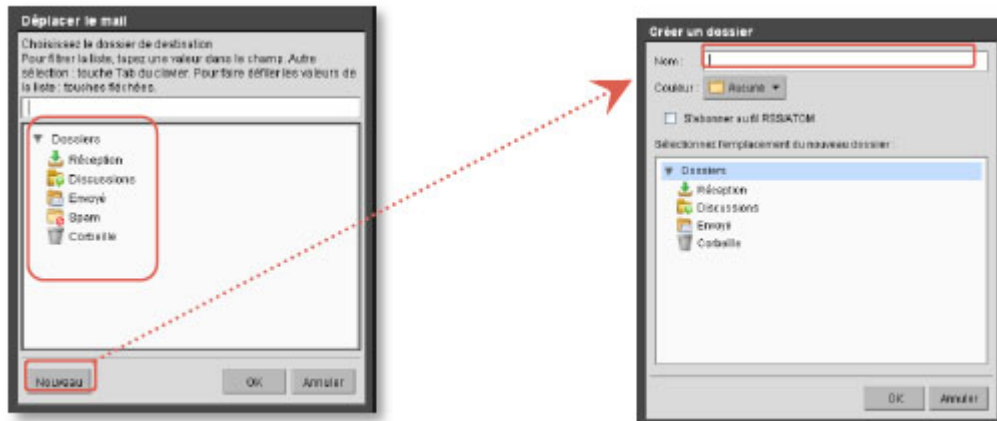 Déplacer le mail
Choisissez le dossier de destination
Pour filtrer la liste, tapez une valeur dans le champ. Autre
sélection : touche Tab du clavier. Pour faire défiler les valeurs de
la liste : touches fléchées.
Dossiers
Réception
Discussions
Envoyé
Spam
Corbeille
Nouveau
OK
Annuler
Créer un dossier
Nom :
Couleur : Aucune
S'abonner au fil RSS/ATOM
Sélectionnez l'emplacement du nouveau dossier :
Dossiers
Réception
Discussions
Envoyé
Corbeille
OK
Annuler